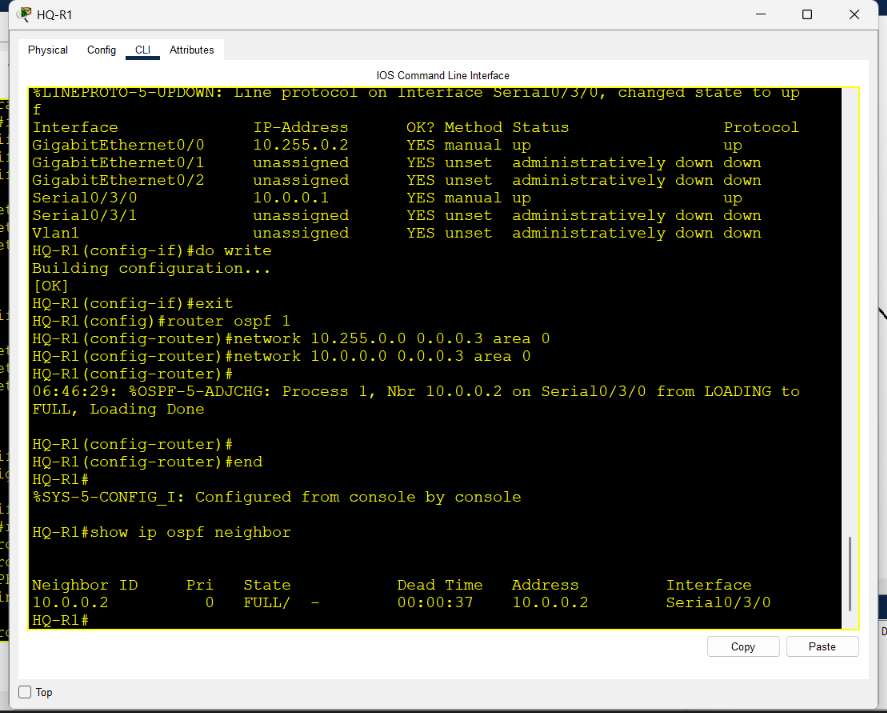 HQ-R1
Physical Config CLI Attributes
IOS Command Line Interface
%LINEPROTO-5-UPDOWN: Line protocol on Interface Serial0/3/0, changed state to up
f
Interface IP-Address OK? Method Status Protocol
GigabitEthernet0/0 10.255.0.2 YES manual up up
GigabitEthernet0/1 unassigned YES unset administratively down down
GigabitEthernet0/2 unassigned YES unset administratively down down
Serial0/3/0 10.0.0.1 YES manual up up
Serial0/3/1 unassigned YES unset administratively down down
Vlan1 unassigned YES unset administratively down down
HQ-R1(config-if)#do write
Building configuration...
[OK]
HQ-R1(config-if)#exit
HQ-R1(config)#router ospf 1
HQ-R1(config-router)#network 10.255.0.0 0.0.0.3 area 0
HQ-R1(config-router)#network 10.0.0.0 0.0.0.3 area 0
HQ-R1(config-router)#
06:46:29: %OSPF-5-ADJCHG: Process 1, Nbr 10.0.0.2 on Serial0/3/0 from LOADING to
FULL, Loading Done
HQ-R1(config-router)#
HQ-R1(config-router)#end
HQ-R1#
%SYS-5-CONFIG_I: Configured from console by console
HQ-R1#show ip ospf neighbor
Neighbor ID Pri State Dead Time Address Interface
10.0.0.2 0 FULL/ - 00:00:37 10.0.0.2 Serial0/3/0
HQ-R1#
Copy Paste
Top